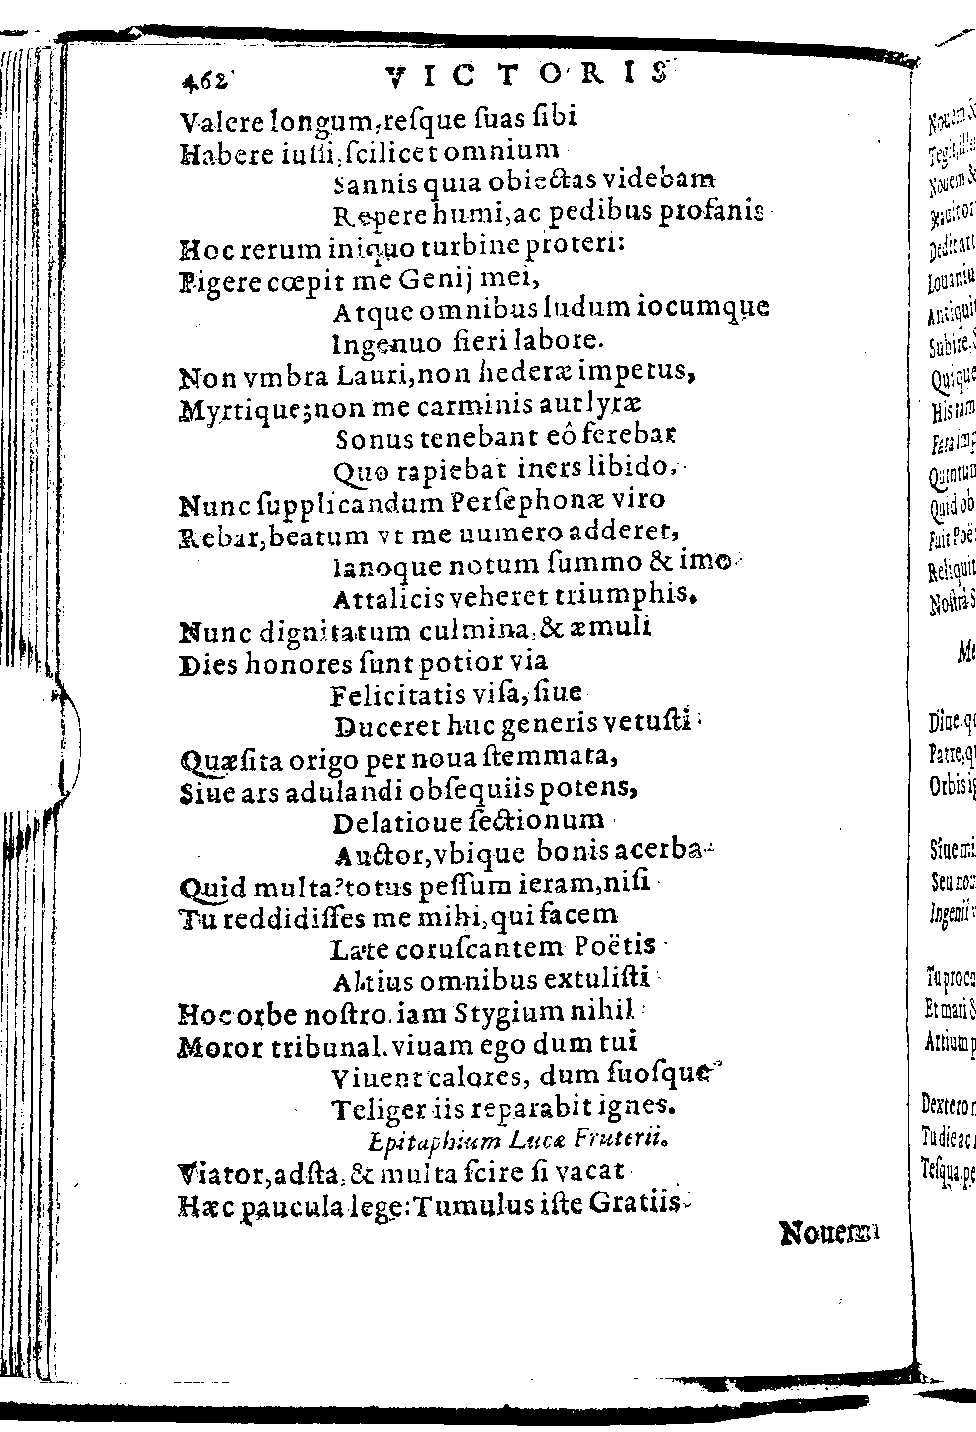 462 VICTORIS
Valere longum, reſque ſuas ſibi
Habere iuſſi, ſcilicet omnium
Sannis quia obiectas videbam
Repere humi, ac pedibus profanis
Hoc rerum iniquo turbine proteri:
Pigere cœpit me Genij mei,
Atque omnibus ludum iocumque
Ingenuo fieri labore.
Non vmbra Lauri, non hederæ impetus,
Myrtique; non me carminis aut lyræ
Sonus tenebant eô ferebar
Quo rapiebat iners libido.
Nunc ſupplicandum Perſephonæ viro
Rebar, beatum vt me uumero adderet,
Ianoque notum ſummo & imo
Attalicis veheret triumphis.
Nunc dignitatum culmina, & æmuli
Dies honores ſunt potior via
Felicitatis viſa, ſiue
Duceret huc generis vetuſti
Quæſita origo per noua ſtemmata,
Siue ars adulandi obſequiis potens,
Delatioue ſectionum
Auctor, vbique bonis acerba
Quid multa? totus peſſum ieram, niſi
Tu reddidiſſes me mihi, qui facem
Late coruſcantem Poëtis
Altius omnibus extuliſti
Hoc orbe noſtro. iam Stygium nihil
Moror tribunal. viuam ego dum tui
Viuent calores, dum ſuoſque
Teliger iis reparabit ignes.
Epitaphium Lucæ Fruterii.
Viator, adſta, & multa ſcire ſi vacat
Hæc paucula lege: Tumulus iſte Gratiis
Nouem